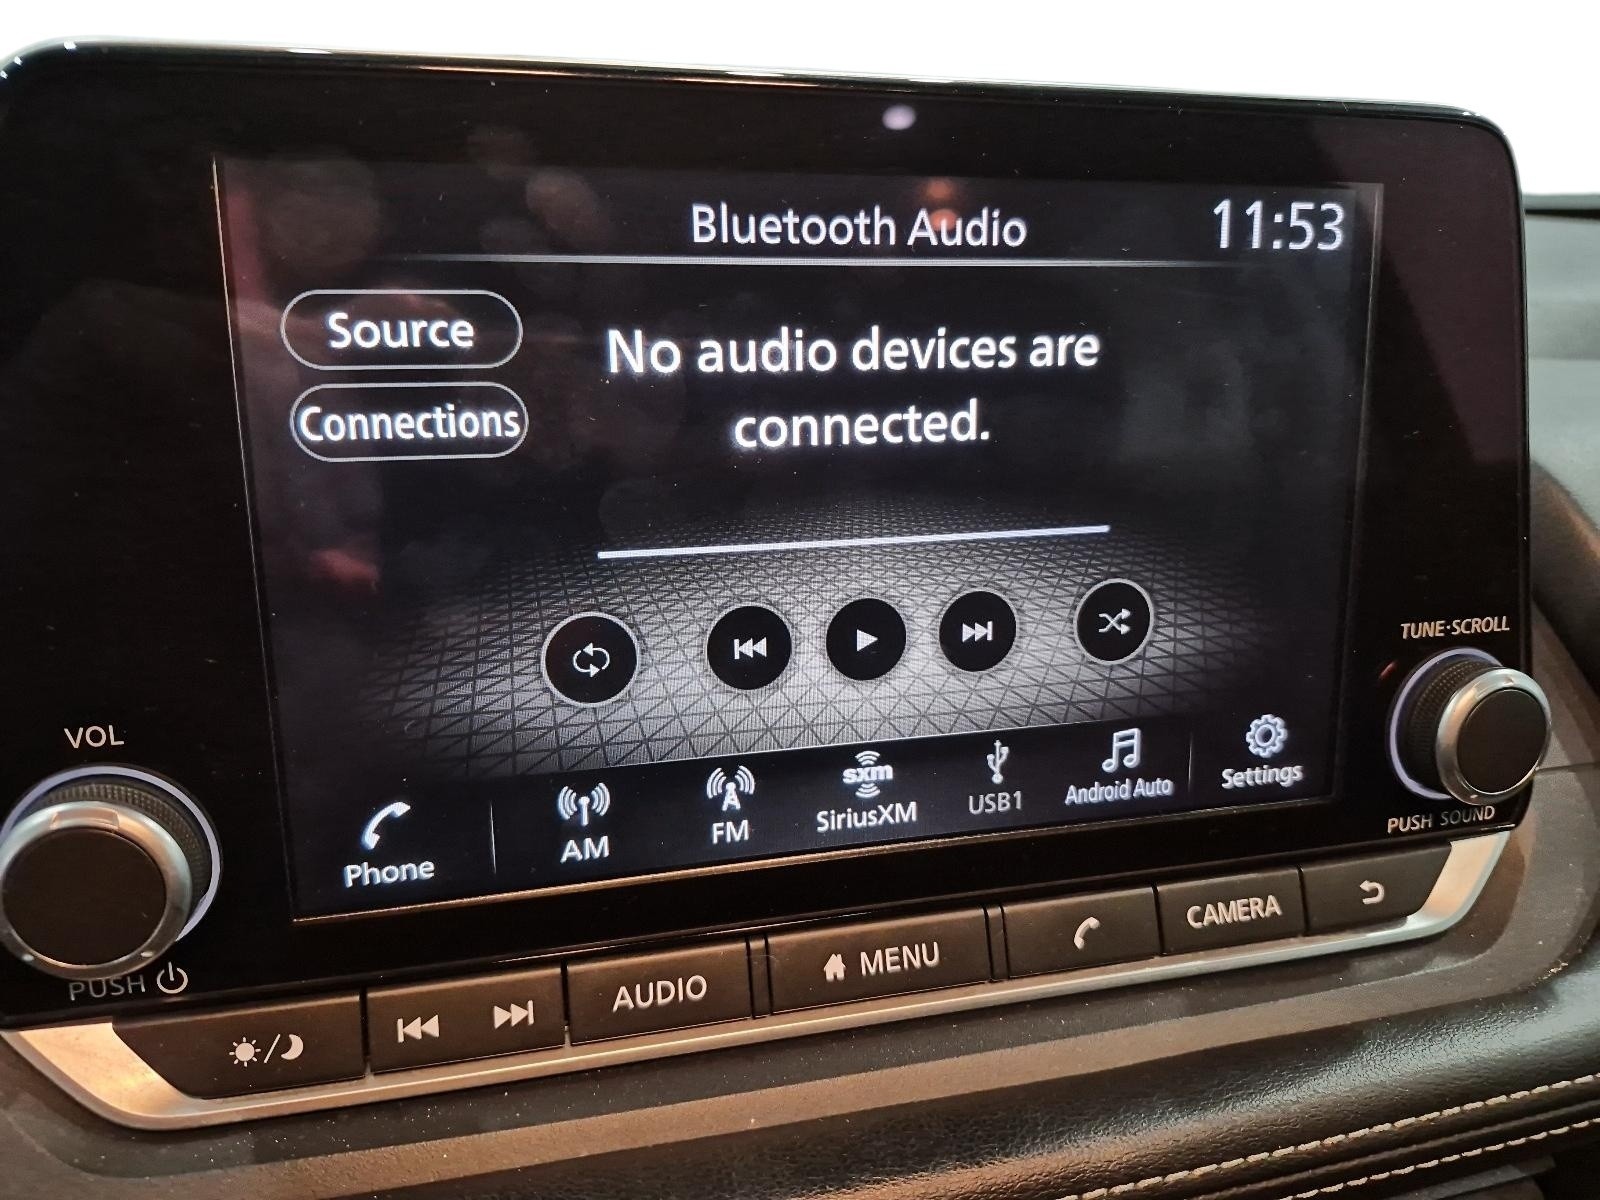 Bluetooth Audio
11:53
Source
No audio devices are
connected.
Connections
TUNE·SCROLL
VOL
Phone
AM
FM
sxm
SiriusXM
USB1
Android Auto
Settings
PUSH SOUND
PUSH
AUDIO
MENU
CAMERA